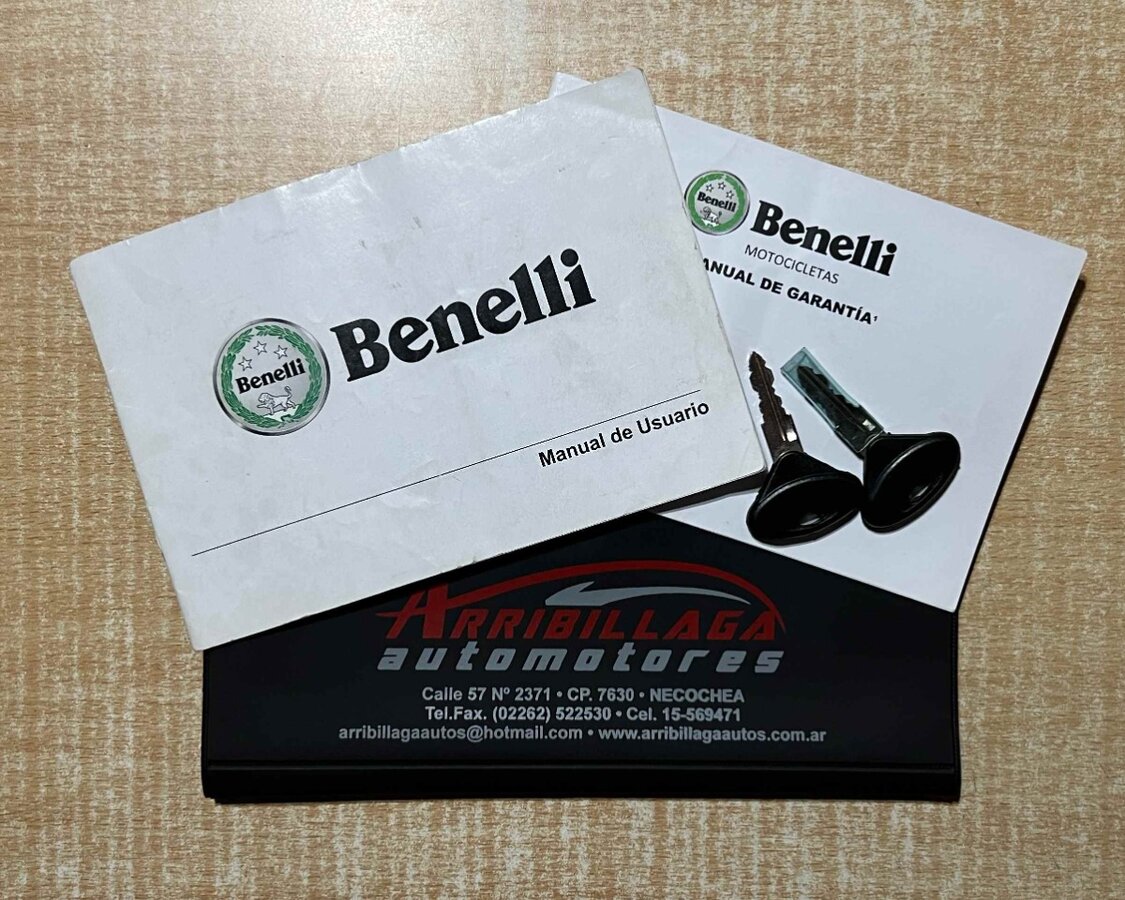 Benelli
Benelli
Manual de Usuario
Benelli
Benelli
MOTOCICLETAS
ANUAL DE GARANTÍA¹
ARRIBILLAGA
automotores
Calle 57 Nº 2371 • CP. 7630 • NECOCHEA
Tel.Fax. (02262) 522530 • Cel. 15-569471
arribillagaautos@hotmail.com • www.arribillagaautos.com.ar